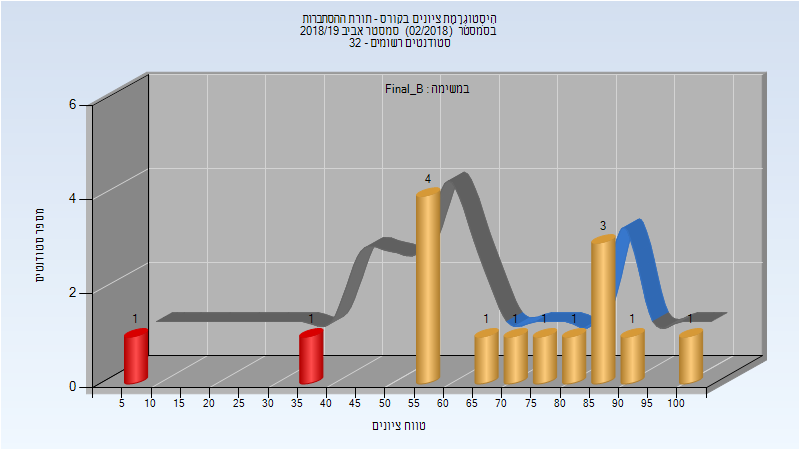 היסטוגרמת ציונים בקורס - תורת ההסתברות
בסמסטר (02/2018) סמסטר אביב 2018/19
סטודנטים רשומים - 32
במשימה : Final_B
מספר סטודנטים
6
4
2
0
1 1 4 1 1 1 1 3 1 1
5 10 15 20 25 30 35 40 45 50 55 60 65 70 75 80 85 90 95 100
טווח ציונים